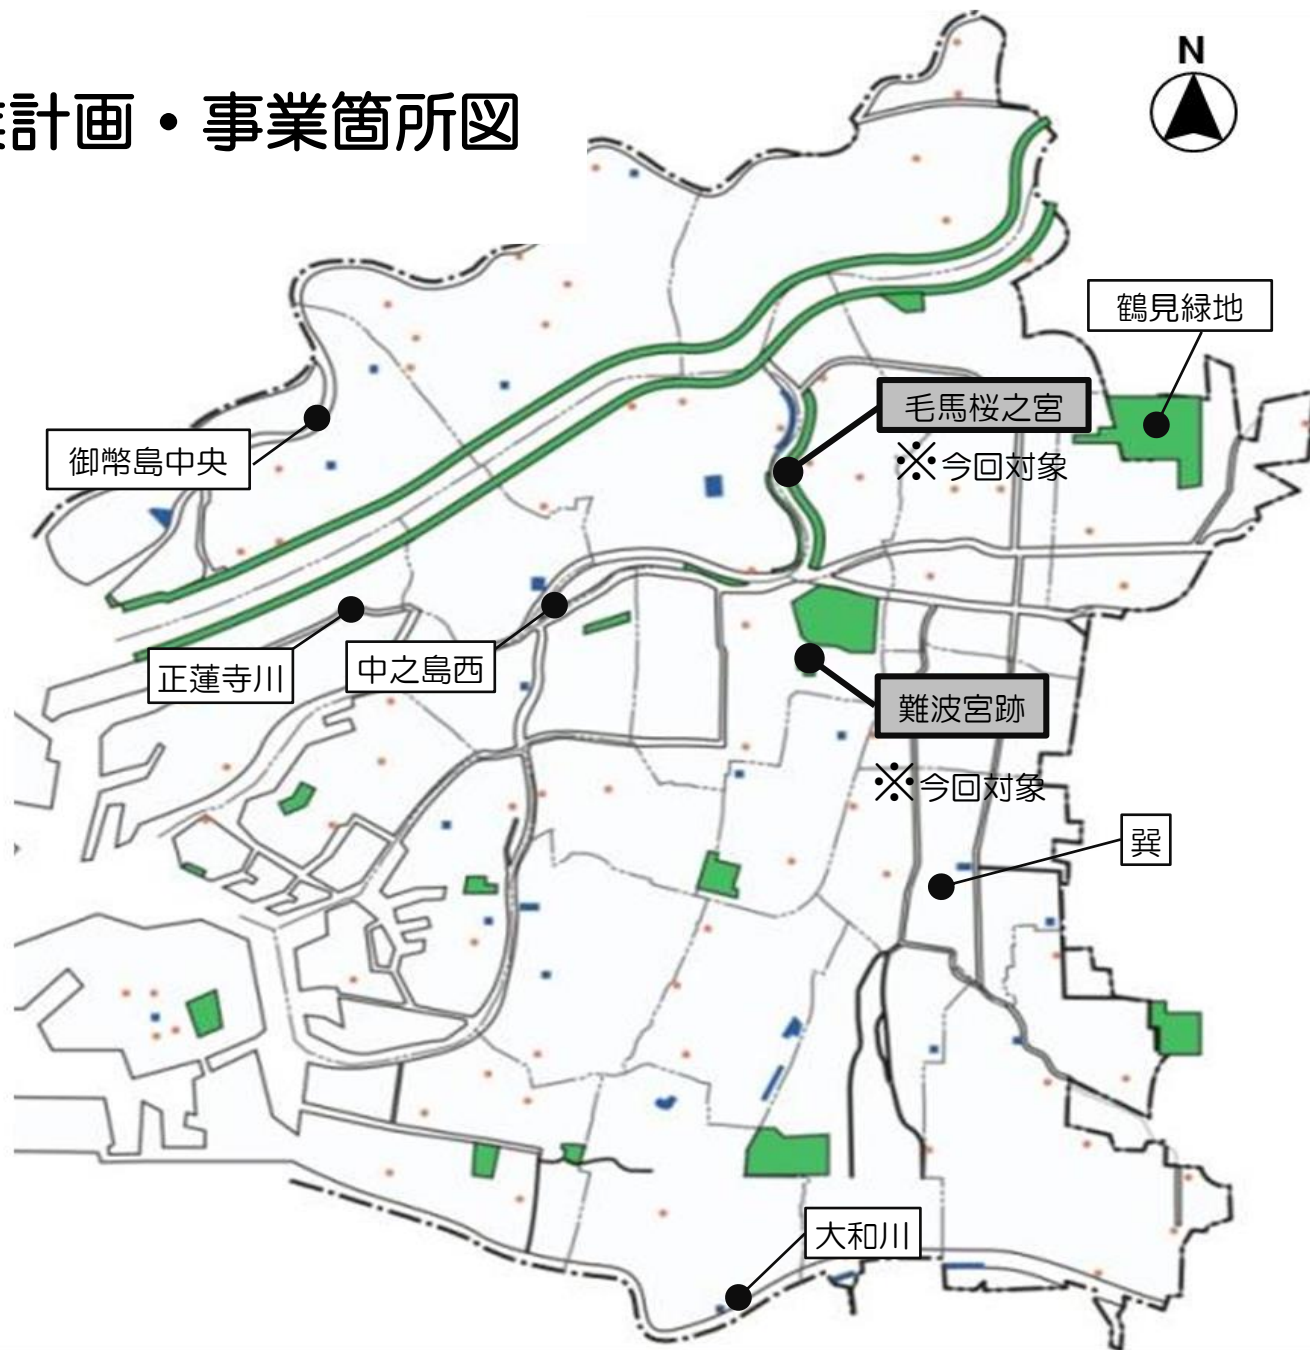 業計画・事業箇所図
N
鶴見緑地
毛馬桜之宮
※今回対象
御幣島中央
正蓮寺川
中之島西
難波宮跡
※今回対象
巽
大和川